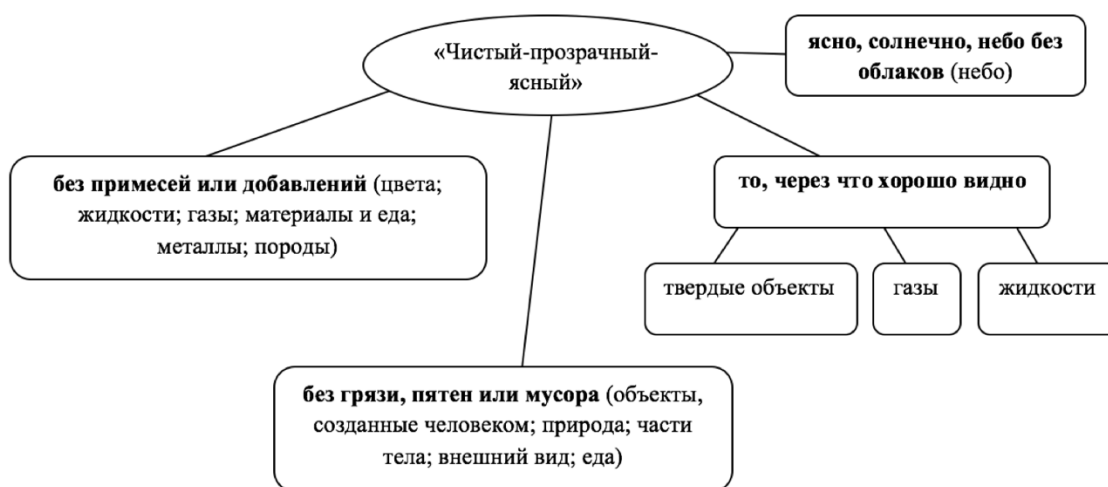 «Чистый-прозрачный-
ясный»
ясно, солнечно, небо без
облаков (небо)
без примесей или добавлений (цвета;
жидкости; газы; материалы и еда;
металлы; породы)
то, через что хорошо видно
твердые объекты
газы
жидкости
без грязи, пятен или мусора (объекты,
созданные человеком; природа; части
тела; внешний вид; еда)